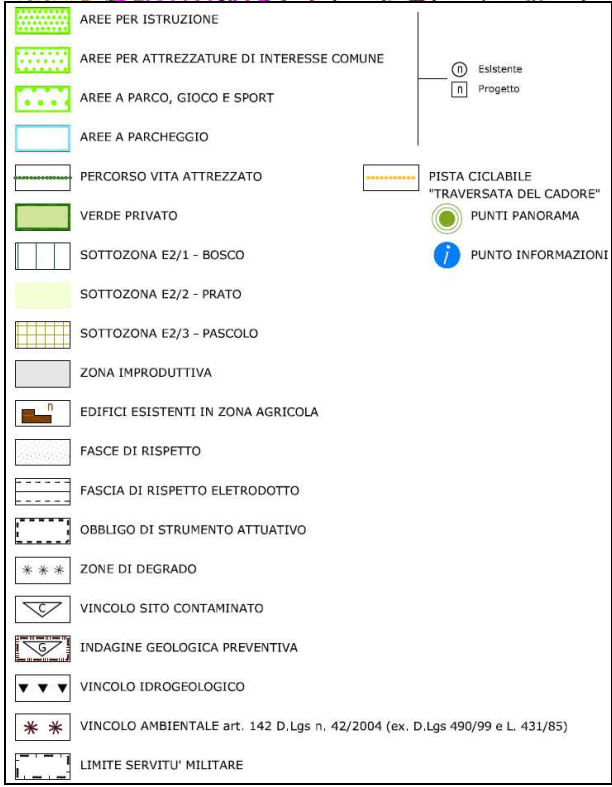 AREE PER ISTRUZIONE
AREE PER ATTREZZATURE DI INTERESSE COMUNE
AREE A PARCO, GIOCO E SPORT
AREE A PARCHEGGIO
n Esistente
n Progetto
PERCORSO VITA ATTREZZATO
PISTA CICLABILE
"TRAVERSATA DEL CADORE"
VERDE PRIVATO
PUNTI PANORAMA
SOTTOZONA E2/1 - BOSCO
i PUNTO INFORMAZIONI
SOTTOZONA E2/2 - PRATO
SOTTOZONA E2/3 - PASCOLO
ZONA IMPRODUTTIVA
n EDIFICI ESISTENTI IN ZONA AGRICOLA
FASCE DI RISPETTO
FASCIA DI RISPETTO ELETRODOTTO
OBBLIGO DI STRUMENTO ATTUATIVO
ZONE DI DEGRADO
C VINCOLO SITO CONTAMINATO
G INDAGINE GEOLOGICA PREVENTIVA
VINCOLO IDROGEOLOGICO
VINCOLO AMBIENTALE art. 142 D.Lgs n. 42/2004 (ex. D.Lgs 490/99 e L. 431/85)
LIMITE SERVITU' MILITARE